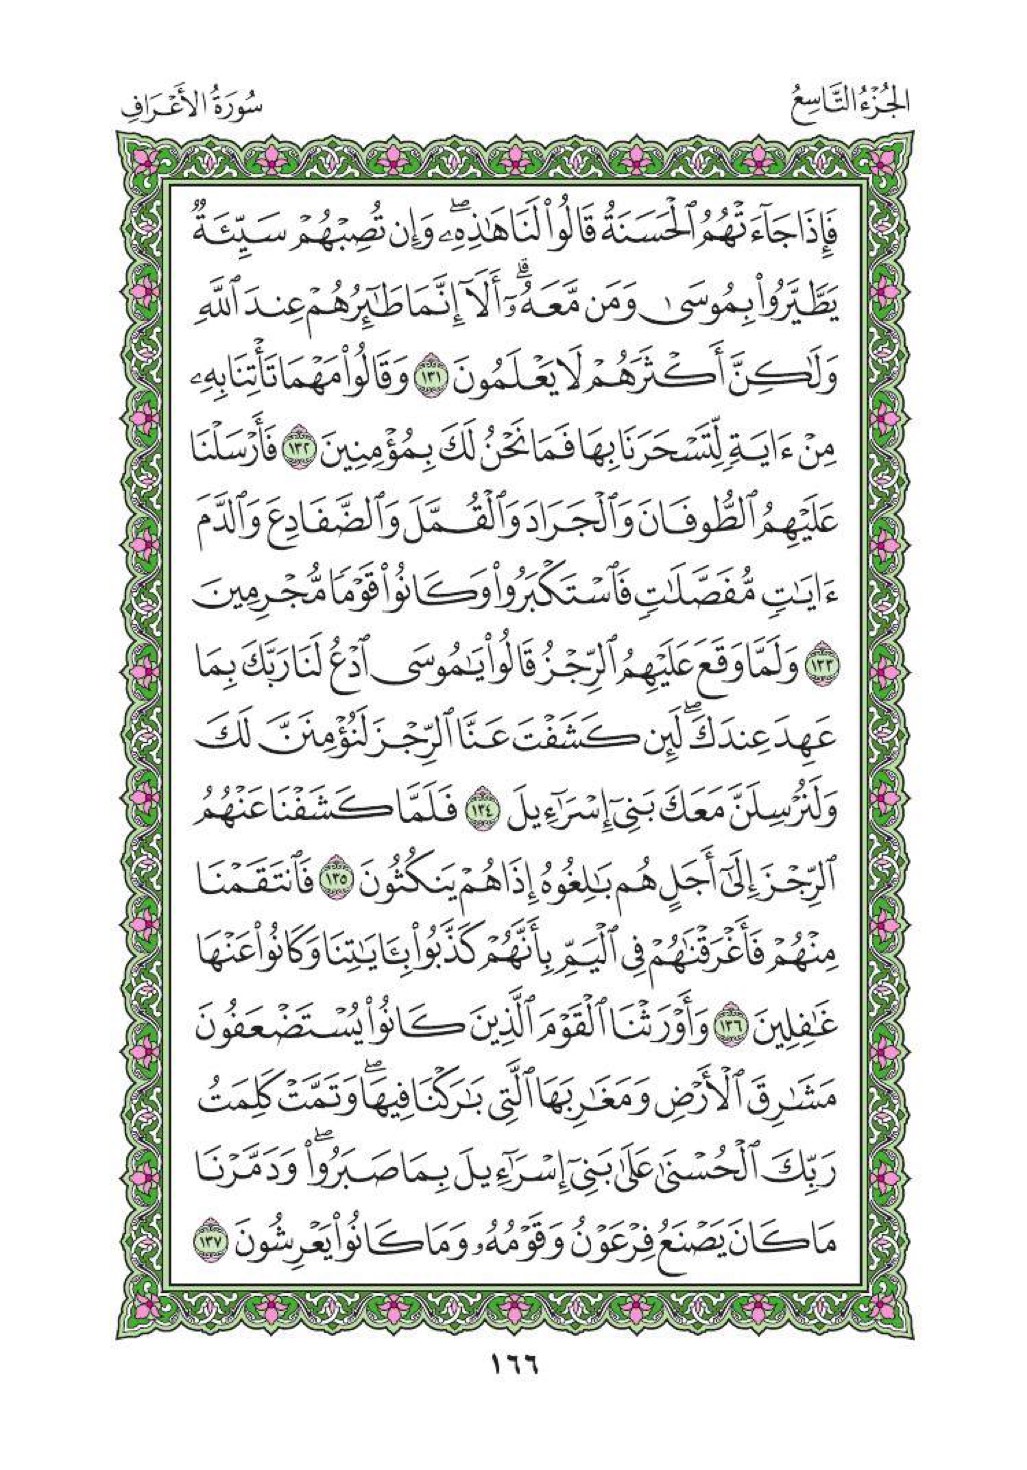 الجُزْءُ التَّاسِعُ
سُورَةُ الأَعْرَافِ
فَإِذَا جَآءَتْهُمُ ٱلْحَسَنَةُ قَالُوا۟ لَنَا هَٰذِهِۦ ۖ وَإِن تُصِبْهُمْ سَيِّئَةٌ
يَطَّيَّرُوا۟ بِمُوسَىٰ وَمَن مَّعَهُۥٓ ۗ أَلَآ إِنَّمَا طَٰٓئِرُهُمْ عِندَ ٱللَّهِ
وَلَٰكِنَّ أَكْثَرَهُمْ لَا يَعْلَمُونَ ١٣١ وَقَالُوا۟ مَهْمَا تَأْتِنَا بِهِۦ
مِنْ ءَايَةٍ لِّتَسْحَرَنَا بِهَا فَمَا نَحْنُ لَكَ بِمُؤْمِنِينَ ١٣٢ فَأَرْسَلْنَا
عَلَيْهِمُ ٱلطُّوفَانَ وَٱلْجَرَادَ وَٱلْقُمَّلَ وَٱلضَّفَادِعَ وَٱلدَّمَ
ءَايَٰتٍ مُّفَصَّلَٰتٍ فَٱسْتَكْبَرُوا۟ وَكَانُوا۟ قَوْمًا مُّجْرِمِينَ
١٣٣ وَلَمَّا وَقَعَ عَلَيْهِمُ ٱلرِّجْزُ قَالُوا۟ يَٰمُوسَى ٱدْعُ لَنَا رَبَّكَ بِمَا
عَهِدَ عِندَكَ ۖ لَئِن كَشَفْتَ عَنَّا ٱلرِّجْزَ لَنُؤْمِنَنَّ لَكَ
وَلَنُرْسِلَنَّ مَعَكَ بَنِىٓ إِسْرَٰٓءِيلَ ١٣٤ فَلَمَّا كَشَفْنَا عَنْهُمُ
ٱلرِّجْزَ إِلَىٰٓ أَجَلٍ هُم بَٰلِغُوهُ إِذَا هُمْ يَنكُثُونَ ١٣٥ فَٱنتَقَمْنَا
مِنْهُمْ فَأَغْرَقْنَٰهُمْ فِى ٱلْيَمِّ بِأَنَّهُمْ كَذَّبُوا۟ بِـَٔايَٰتِنَا وَكَانُوا۟ عَنْهَا
غَٰفِلِينَ ١٣٦ وَأَوْرَثْنَا ٱلْقَوْمَ ٱلَّذِينَ كَانُوا۟ يُسْتَضْعَفُونَ
مَشَٰرِقَ ٱلْأَرْضِ وَمَغَٰرِبَهَا ٱلَّتِى بَٰرَكْنَا فِيهَا ۖ وَتَمَّتْ كَلِمَتُ
رَبِّكَ ٱلْحُسْنَىٰ عَلَىٰ بَنِىٓ إِسْرَٰٓءِيلَ بِمَا صَبَرُوا۟ ۖ وَدَمَّرْنَا
مَا كَانَ يَصْنَعُ فِرْعَوْنُ وَقَوْمُهُۥ وَمَا كَانُوا۟ يَعْرِشُونَ ١٣٧
١٦٦